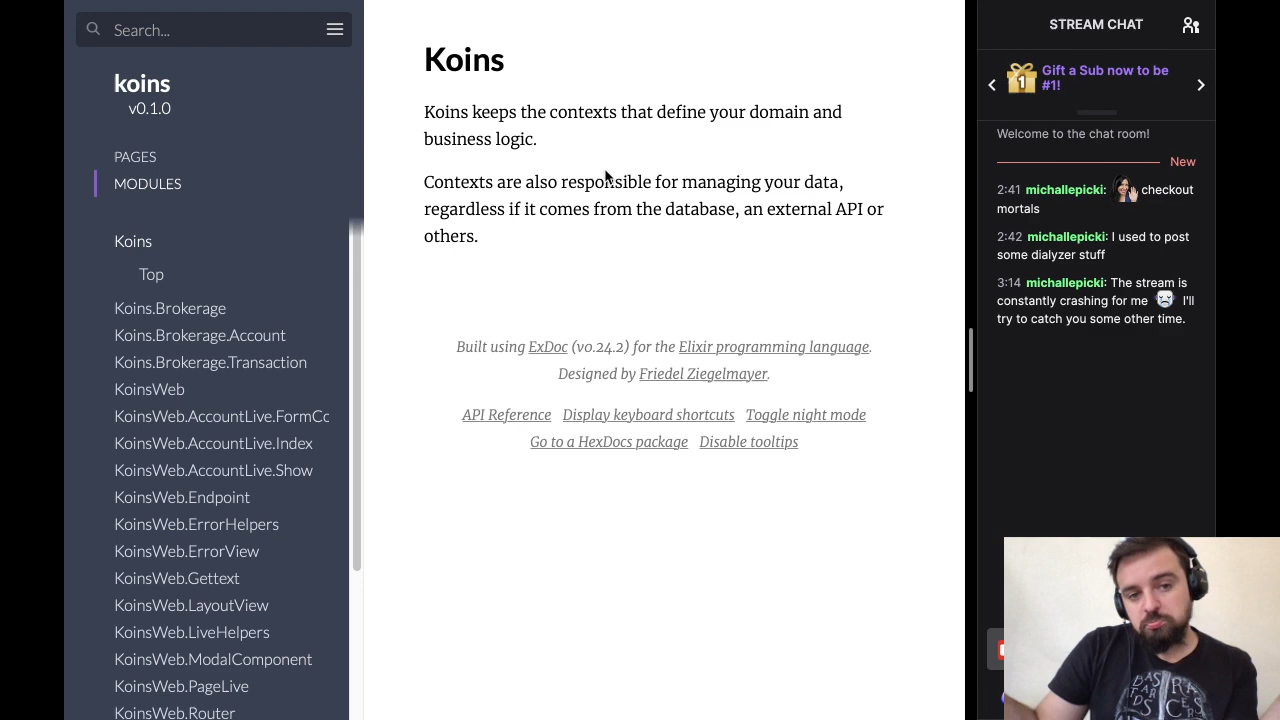 Search...
koins
v0.1.0
PAGES
MODULES
Koins
Top
Koins.Brokerage
Koins.Brokerage.Account
Koins.Brokerage.Transaction
KoinsWeb
KoinsWeb.AccountLive.FormCo
KoinsWeb.AccountLive.Index
KoinsWeb.AccountLive.Show
KoinsWeb.Endpoint
KoinsWeb.ErrorHelpers
KoinsWeb.ErrorView
KoinsWeb.Gettext
KoinsWeb.LayoutView
KoinsWeb.LiveHelpers
KoinsWeb.ModalComponent
KoinsWeb.PageLive
KoinsWeb.Router
Koins
Koins keeps the contexts that define your domain and
business logic.
Contexts are also responsible for managing your data,
regardless if it comes from the database, an external API or
others.
Built using ExDoc (v0.24.2) for the Elixir programming language.
Designed by Friedel Ziegelmayer.
API Reference Display keyboard shortcuts Toggle night mode
Go to a HexDocs package Disable tooltips
STREAM CHAT
1
Gift a Sub now to be
#1!
Welcome to the chat room!
New
2:41 michallepicki: checkout
mortals
2:42 michallepicki: I used to post
some dialyzer stuff
3:14 michallepicki: The stream is
constantly crashing for me I'll
try to catch you some other time.